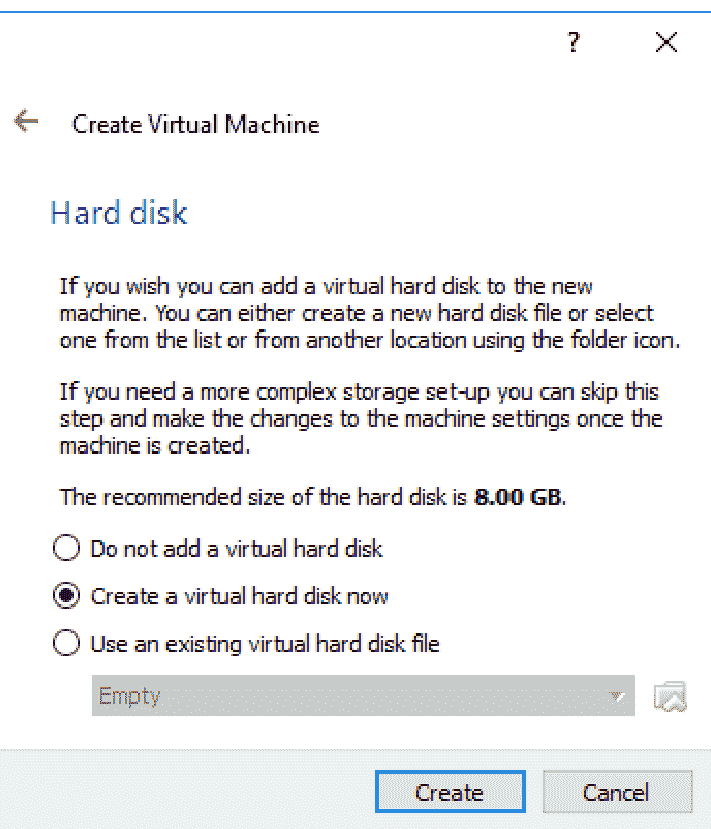 ?
Create Virtual Machine
Hard disk
If you wish you can add a virtual hard disk to the new
machine. You can either create a new hard disk file or select
one from the list or from another location using the folder icon.
If you need a more complex storage set-up you can skip this
step and make the changes to the machine settings once the
machine is created.
The recommended size of the hard disk is 8.00 GB.
Do not add a virtual hard disk
Create a virtual hard disk now
Use an existing virtual hard disk file
Empty
Create Cancel